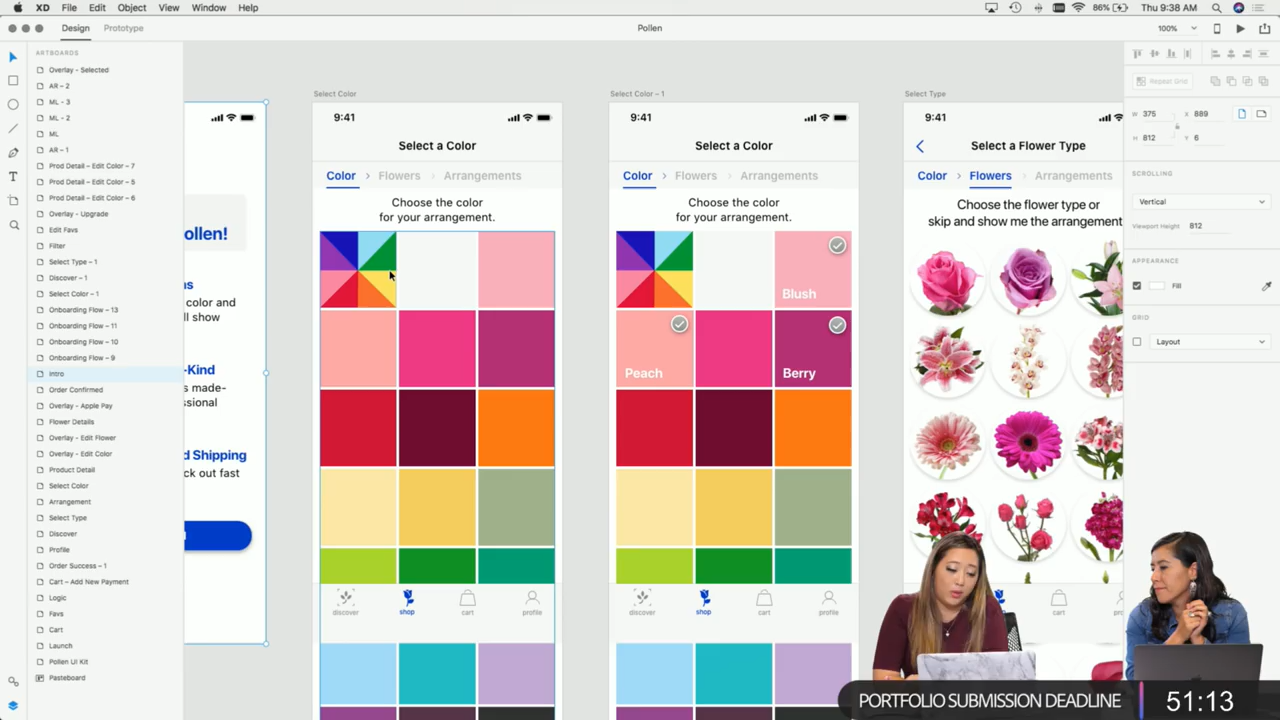 XD File Edit Object View Window Help
86% Thu 9:38 AM
Design Prototype
Pollen
100%
ARTBOARDS
Overlay - Selected
AR – 2
ML - 3
ML - 2
ML
AR – 1
Prod Detail – Edit Color – 7
Prod Detail – Edit Color – 5
Prod Detail – Edit Color – 6
Overlay - Upgrade
Edit Favs
Filter
Select Type – 1
Discover – 1
Select Color – 1
Onboarding Flow – 13
Onboarding Flow – 11
Onboarding Flow – 10
Onboarding Flow – 9
Intro
Order Confirmed
Overlay - Apple Pay
Flower Details
Overlay - Edit Flower
Overlay - Edit Color
Product Detail
Select Color
Arrangement
Select Type
Discover
Profile
Order Success – 1
Cart – Add New Payment
Logic
Favs
Cart
Launch
Pollen UI Kit
Pasteboard
ollen!
ns
color and
ll show
-Kind
s made-
ssional
d Shipping
ck out fast
Select Color
9:41
Select a Color
Color > Flowers > Arrangements
Choose the color
for your arrangement.
discover shop cart profile
Select Color – 1
9:41
Select a Color
Color > Flowers > Arrangements
Choose the color
for your arrangement.
Blush
Peach
Berry
discover shop cart profile
Select Type
9:41
Select a Flower Type
Color > Flowers > Arrangements
Choose the flower type or
skip and show me the arrangement
cart
Repeat Grid
W 375 X 889
H 812 Y 6
SCROLLING
Vertical
Viewport Height 812
APPEARANCE
Fill
GRID
Layout
PORTFOLIO SUBMISSION DEADLINE 51:13